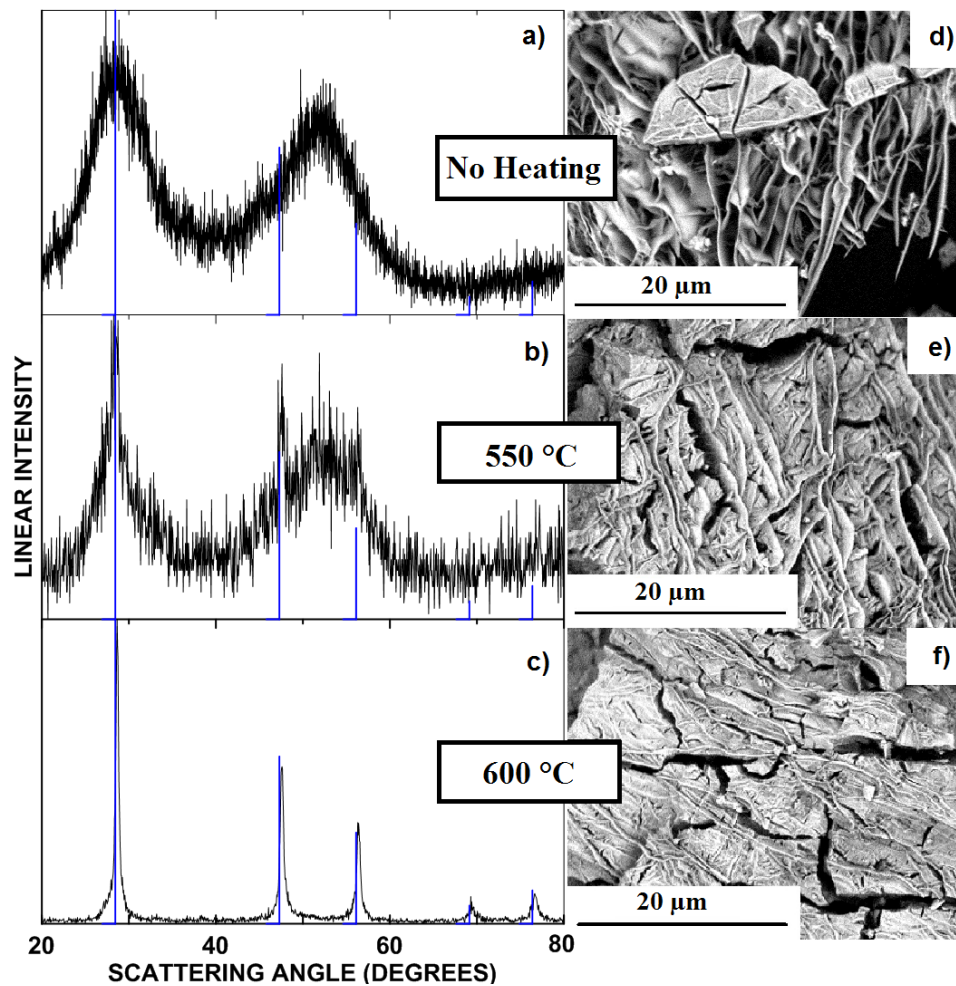 a)
d)
No Heating
20 µm
b)
e)
550 °C
20 µm
LINEAR INTENSITY
c)
f)
600 °C
20 µm
20
40
60
80
SCATTERING ANGLE (DEGREES)